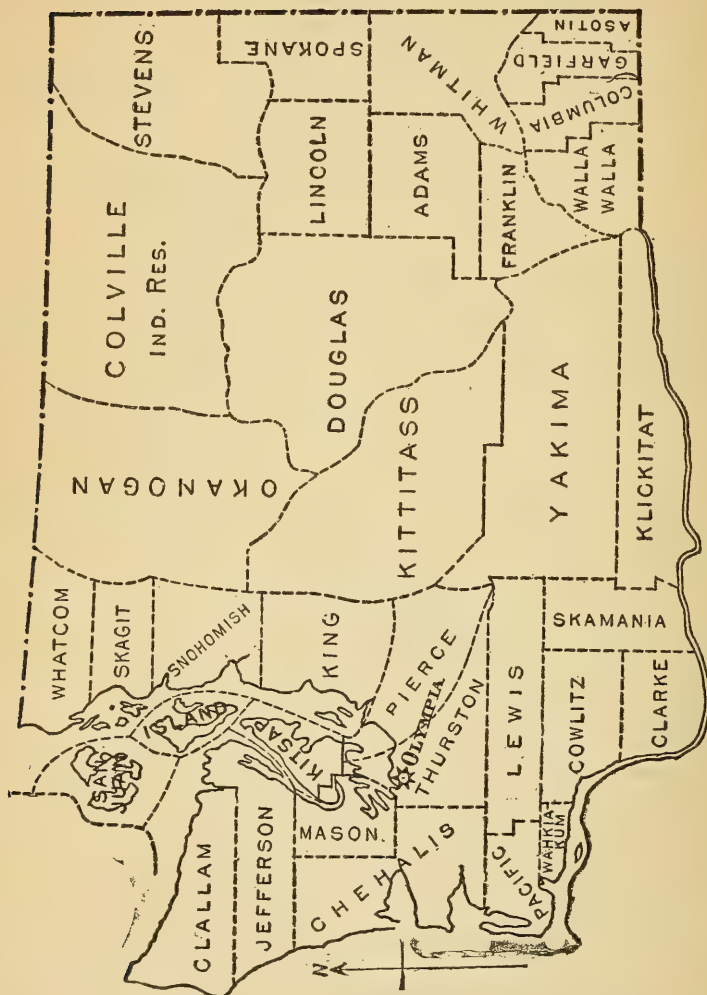 STEVENS
SPOKANE
WHITMAN
ASOTIN
GARFIELD
COLUMBIA
COLVILLE
IND. RES.
LINCOLN
ADAMS
FRANKLIN
WALLA
WALLA
OKANOGAN
DOUGLAS
KITTITASS
YAKIMA
KLICKITAT
WHATCOM
SKAGIT
SNOHOMISH
KING
PIERCE
SKAMANIA
SAN
JUAN
ISLAND
KITSAP
OLYMPIA
THURSTON
LEWIS
COWLITZ
CLARKE
CLALLAM
JEFFERSON
MASON
CHEHALIS
PACIFIC
WAHKIA
KUM
N